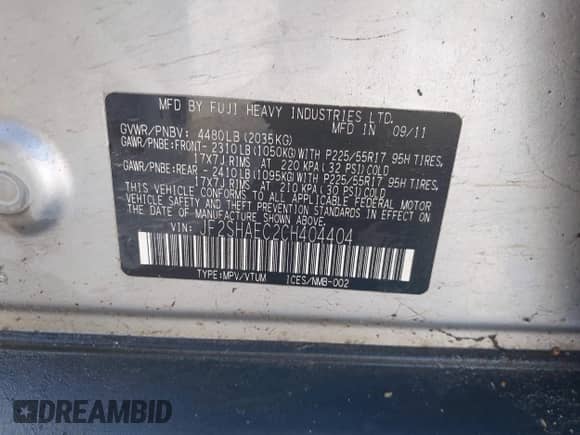 MFD BY FUJI HEAVY INDUSTRIES LTD.
MFD IN 09/11
GVWR/PNBV: 4480LB(2035KG)
GAWR/PNBE:FRONT- 2310LB(1050KG)WITH P225/55R17 95H TIRES,
17X7J RIMS AT 220 KPA(32 PSI)COLD
GAWR/PNBE:REAR - 2410LB(1095KG)WITH P225/55R17 95H TIRES,
17X7J RIMS AT 210 KPA(30 PSI)COLD
THIS VEHICLE CONFORMS TO ALL APPLICABLE FEDERAL MOTOR
VEHICLE SAFETY, BUMPER, AND THEFT PREVENTION STANDARDS
IN EFFECT ON THE DATE OF MANUFACTURE SHOWN ABOVE.
VIN: JF2SHAEC2CH404404
TYPE:MPV/VTUM ICES/NMB-002
DREAMBID